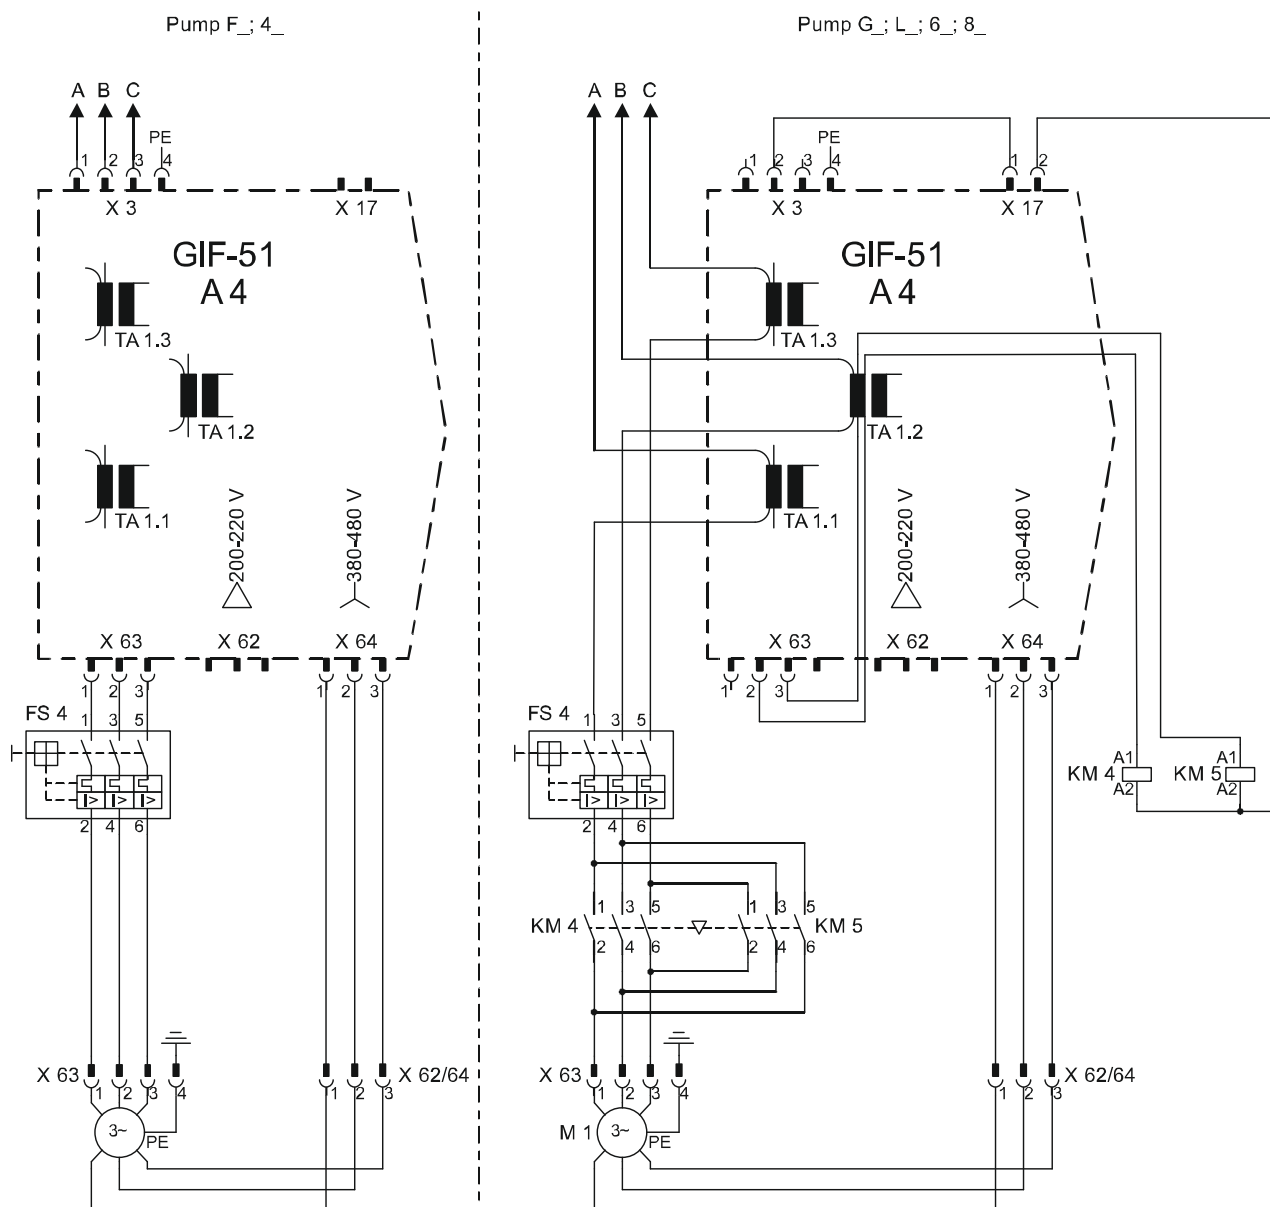 Pump F_; 4_
A B C
PE
1 2 3 4
X 3
X 17
GIF-51
A 4
TA 1.3
TA 1.2
TA 1.1
200-220 V
380-480 V
X 63
X 62
X 64
1 2 3
1 2 3
FS 4
1 3 5
I> I> I>
2 4 6
X 63
1 2 3 4
X 62/64
1 2 3
3~
PE
Pump G_; L_; 6_; 8_
A B C
PE
1 2 3 4
1 2
X 3
X 17
GIF-51
A 4
TA 1.3
TA 1.2
TA 1.1
200-220 V
380-480 V
X 63
X 62
X 64
1 2 3
1 2 3
FS 4
1 3 5
I> I> I>
2 4 6
KM 4
A1
A2
KM 5
A1
A2
1 3 5
1 3 5
KM 4
KM 5
2 4 6
2 4 6
X 63
1 2 3 4
X 62/64
1 2 3
M 1
3~
PE